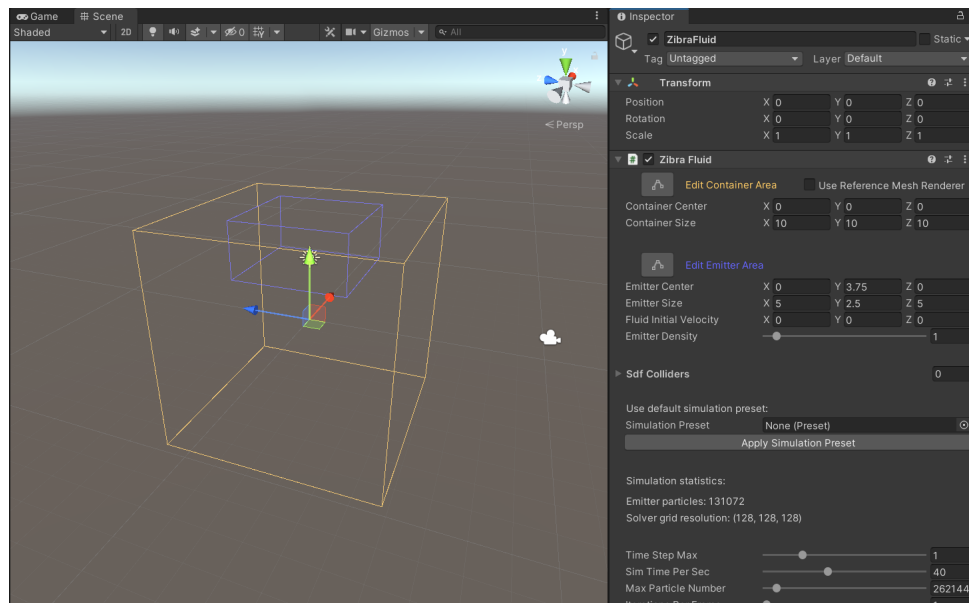 Game Scene
Shaded 2D 0 Gizmos All
y
Persp
Inspector
ZibraFluid Static
Tag Untagged Layer Default
Transform
Position X 0 Y 0 Z 0
Rotation X 0 Y 0 Z 0
Scale X 1 Y 1 Z 1
# Zibra Fluid
Edit Container Area Use Reference Mesh Renderer
Container Center X 0 Y 0 Z 0
Container Size X 10 Y 10 Z 10
Edit Emitter Area
Emitter Center X 0 Y 3.75 Z 0
Emitter Size X 5 Y 2.5 Z 5
Fluid Initial Velocity X 0 Y 0 Z 0
Emitter Density 1
Sdf Colliders 0
Use default simulation preset:
Simulation Preset None (Preset)
Apply Simulation Preset
Simulation statistics:
Emitter particles: 131072
Solver grid resolution: (128, 128, 128)
Time Step Max 1
Sim Time Per Sec 40
Max Particle Number 262144